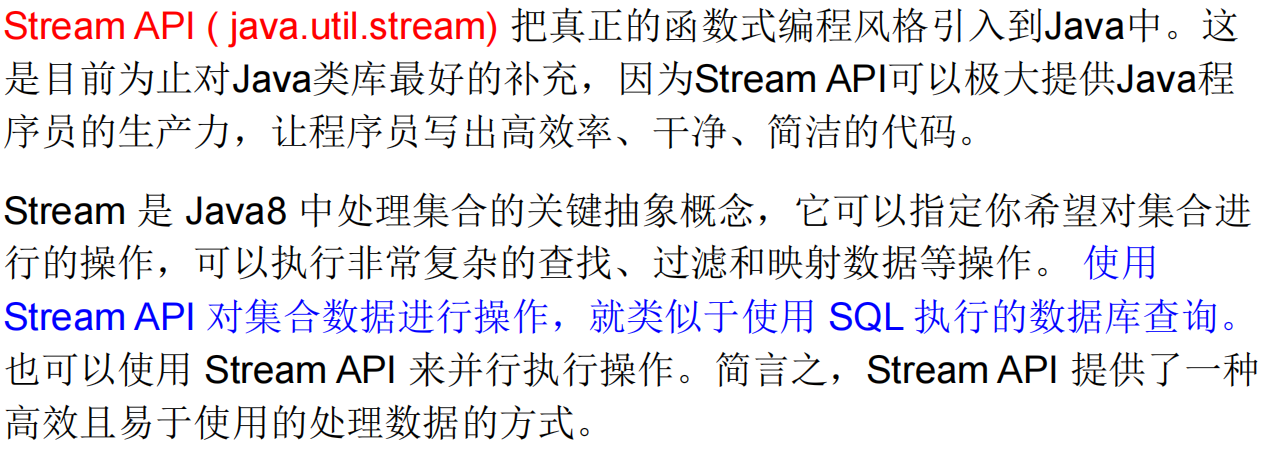 Stream API ( java.util.stream) 把真正的函数式编程风格引入到Java中。这
是目前为止对Java类库最好的补充，因为Stream API可以极大提供Java程
序员的生产力，让程序员写出高效率、干净、简洁的代码。
Stream 是 Java8 中处理集合的关键抽象概念，它可以指定你希望对集合进
行的操作，可以执行非常复杂的查找、过滤和映射数据等操作。 使用
Stream API 对集合数据进行操作，就类似于使用 SQL 执行的数据库查询。
也可以使用 Stream API 来并行执行操作。简言之，Stream API 提供了一种
高效且易于使用的处理数据的方式。